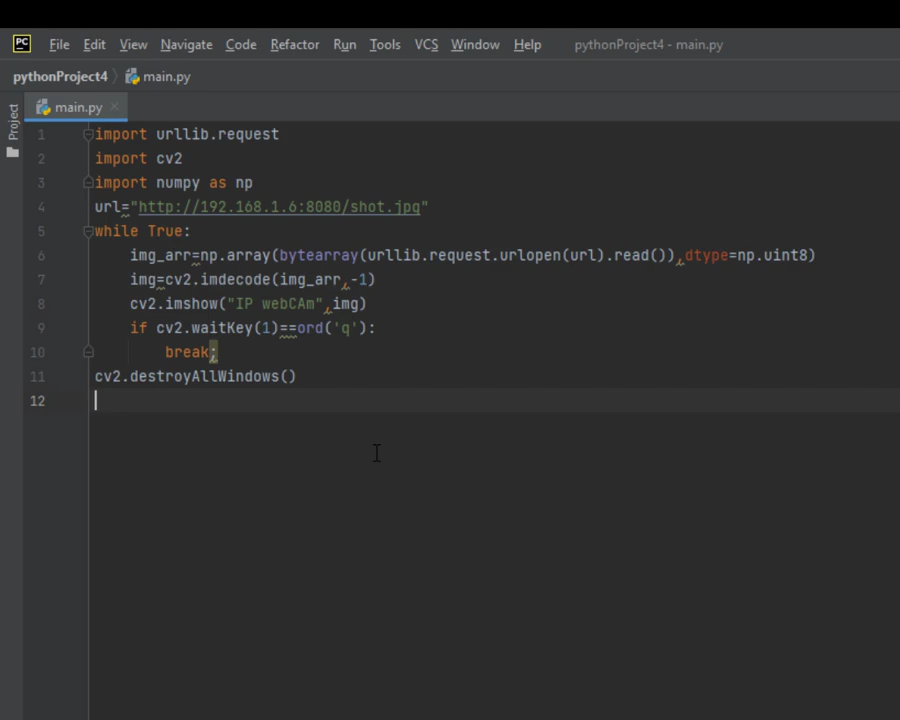 PC File Edit View Navigate Code Refactor Run Tools VCS Window Help pythonProject4 - main.py
pythonProject4 main.py
Project
main.py
1 import urllib.request
2 import cv2
3 import numpy as np
4 url="http://192.168.1.6:8080/shot.jpg"
5 while True:
6     img_arr=np.array(bytearray(urllib.request.urlopen(url).read()),dtype=np.uint8)
7     img=cv2.imdecode(img_arr,-1)
8     cv2.imshow("IP webCAm",img)
9     if cv2.waitKey(1)==ord('q'):
10         break;
11 cv2.destroyAllWindows()
12